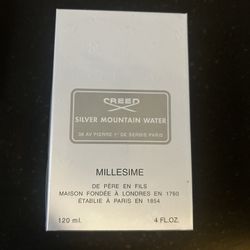 CREED
SILVER MOUNTAIN WATER
38 AV PIERRE 1ᵉʳ DE SERBIE PARIS
MILLESIME
DE PÈRE EN FILS
MAISON FONDÉE À LONDRES EN 1760
ÉTABLIE À PARIS EN 1854
120 ml. 4 FL.OZ.